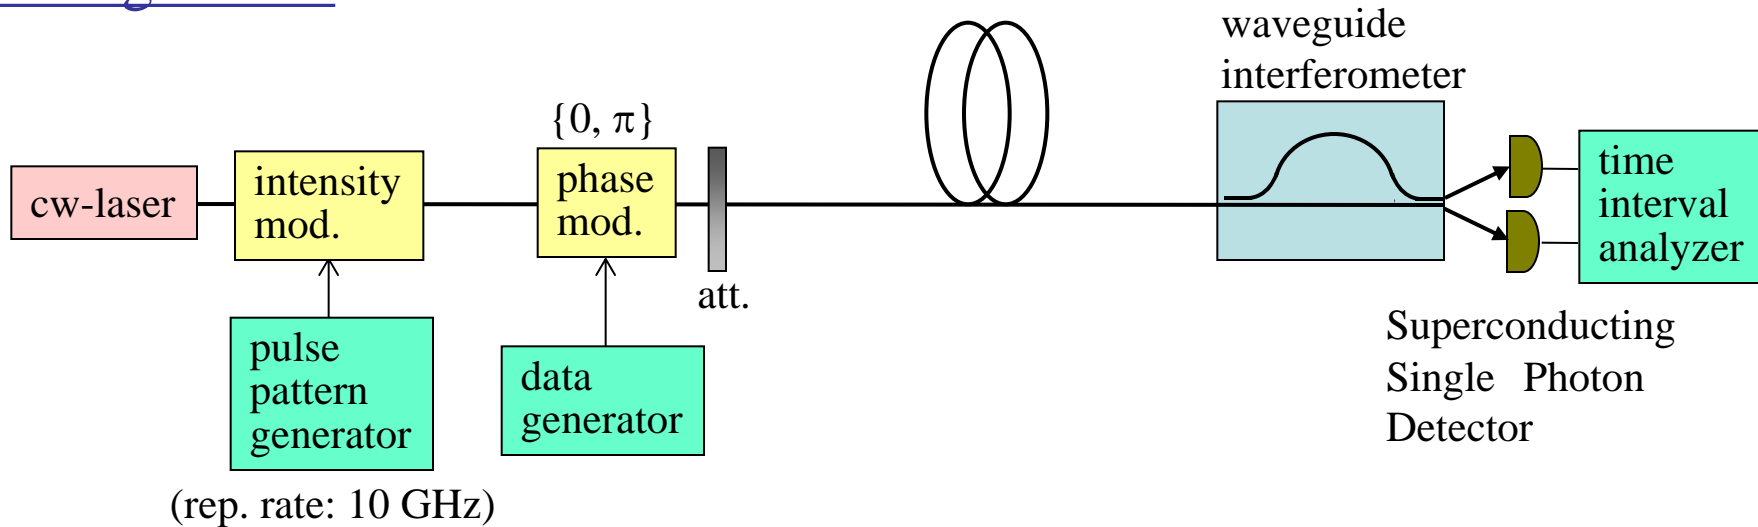 waveguide
interferometer
{0, π}
cw-laser
intensity
mod.
phase
mod.
att.
time
interval
analyzer
pulse
pattern
generator
data
generator
Superconducting
Single Photon
Detector
(rep. rate: 10 GHz)